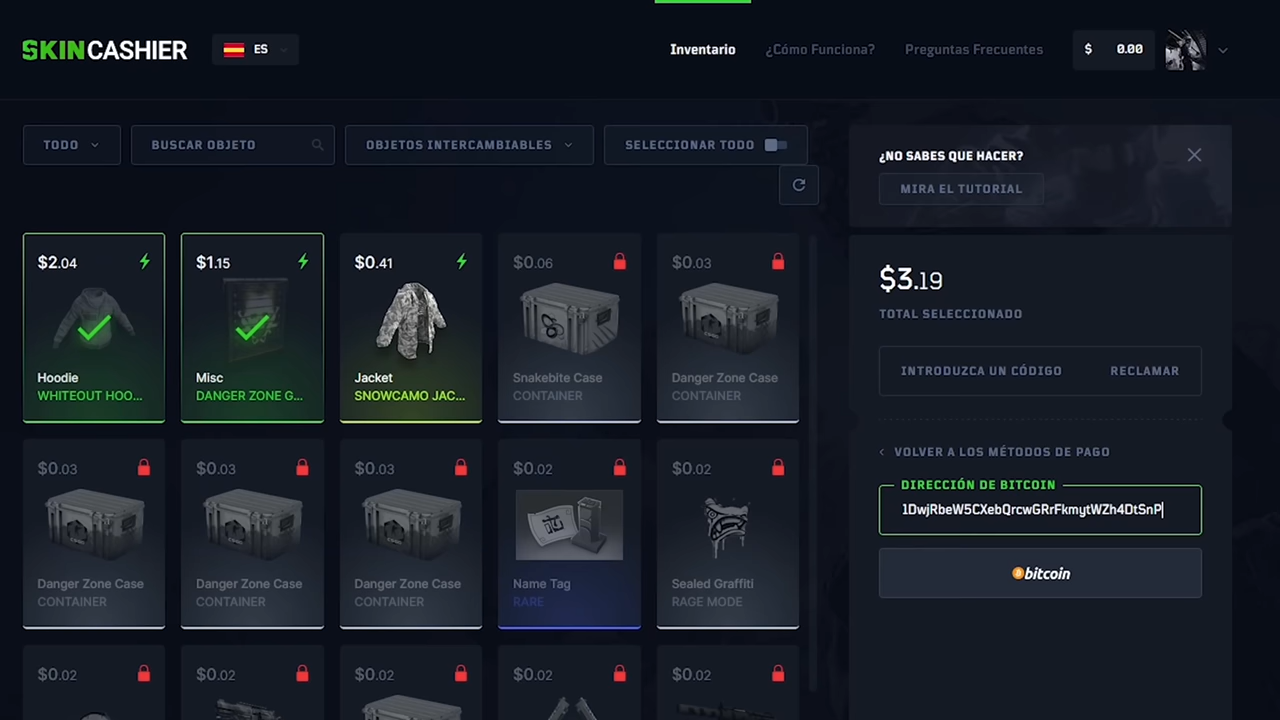 SKINCASHIER
ES
Inventario
¿Cómo Funciona?
Preguntas Frecuentes
$ 0.00
TODO
BUSCAR OBJETO
OBJETOS INTERCAMBIABLES
SELECCIONAR TODO
¿NO SABES QUE HACER?
MIRA EL TUTORIAL
$2.04
Hoodie
WHITEOUT HOO...
$1.15
Misc
DANGER ZONE G...
$0.41
Jacket
SNOWCAMO JAC...
$0.06
Snakebite Case
CONTAINER
$0.03
Danger Zone Case
CONTAINER
$0.03
Danger Zone Case
CONTAINER
$0.03
Danger Zone Case
CONTAINER
$0.03
Danger Zone Case
CONTAINER
$0.02
Name Tag
RARE
$0.02
Sealed Graffiti
RAGE MODE
$0.02
$0.02
$0.02
$0.02
$0.02
$3.19
TOTAL SELECCIONADO
INTRODUZCA UN CÓDIGO
RECLAMAR
VOLVER A LOS MÉTODOS DE PAGO
DIRECCIÓN DE BITCOIN
1DwjRbeW5CXebQrcwGRrFkmytWZh4DtSnP
bitcoin